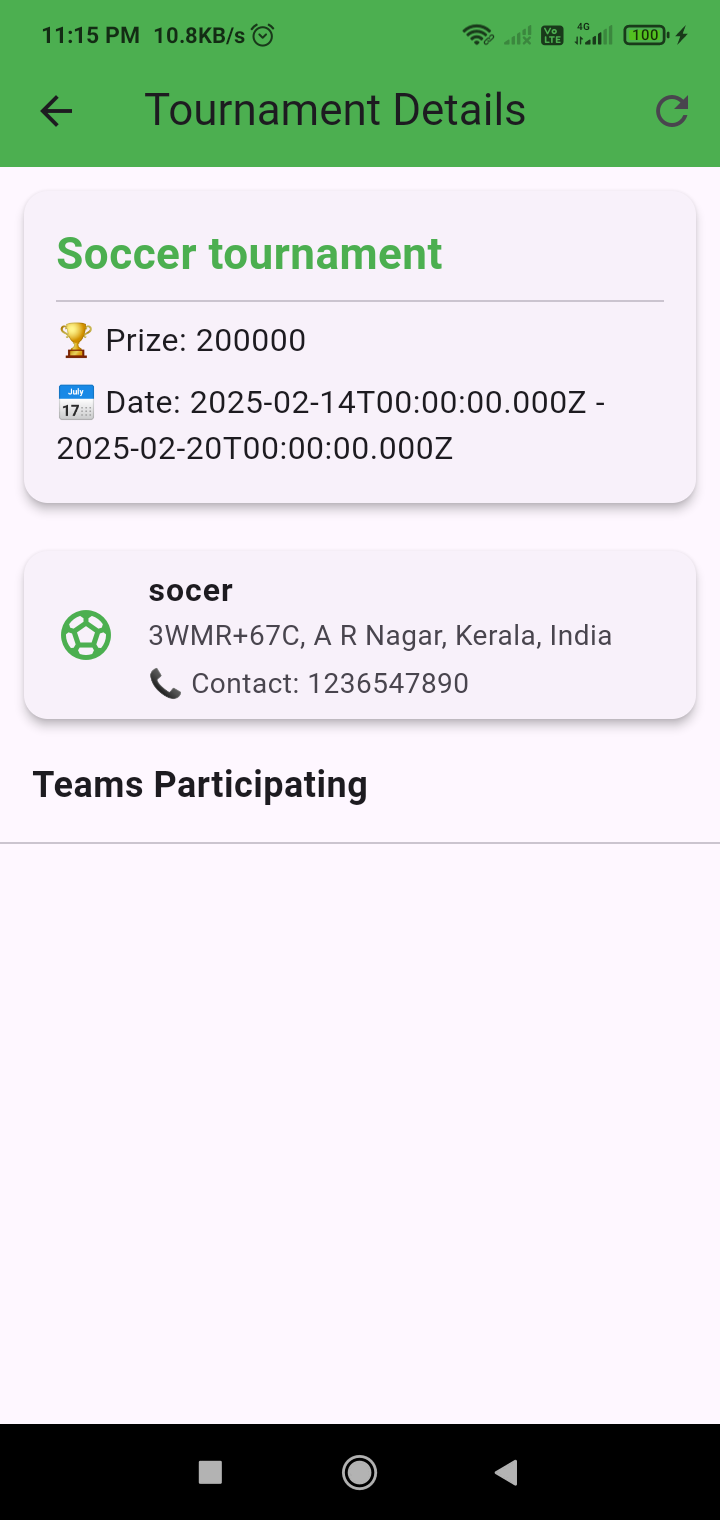 11:15 PM 10.8KB/s
Vo LTE 4G 100
Tournament Details
Soccer tournament
🏆 Prize: 200000
July 17 Date: 2025-02-14T00:00:00.000Z -
2025-02-20T00:00:00.000Z
socer
3WMR+67C, A R Nagar, Kerala, India
📞 Contact: 1236547890
Teams Participating